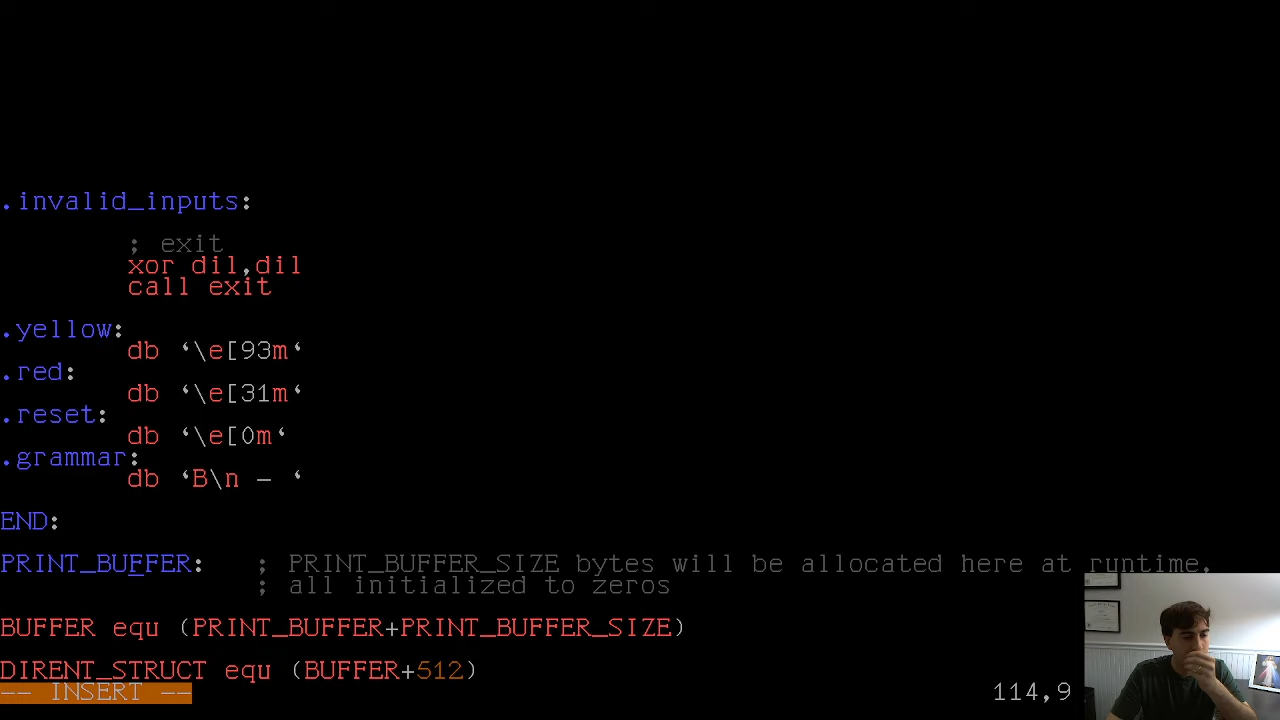 .invalid_inputs:
; exit
xor dil,dil
call exit
.yellow:
db `\e[93m`
.red:
db `\e[31m`
.reset:
db `\e[0m`
.grammar:
db `B\n - `
END:
PRINT_BUFFER: ; PRINT_BUFFER_SIZE bytes will be allocated here at runtime,
; all initialized to zeros
BUFFER equ (PRINT_BUFFER+PRINT_BUFFER_SIZE)
DIRENT_STRUCT equ (BUFFER+512)
-- INSERT -- 114,9